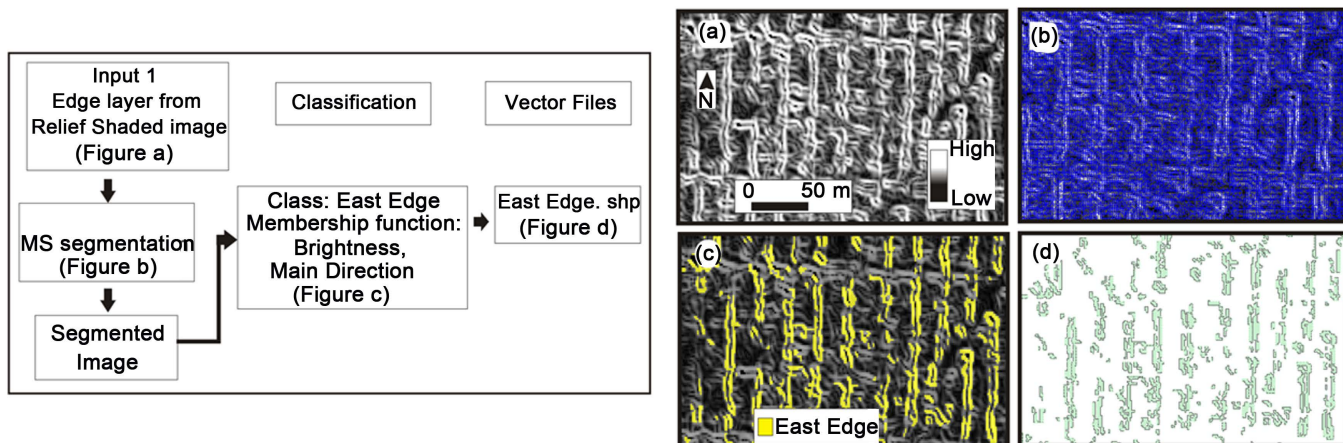 Input 1
Edge layer from
Relief Shaded image
(Figure a)
Classification
Vector Files
MS segmentation
(Figure b)
Segmented
Image
Class: East Edge
Membership function:
Brightness,
Main Direction
(Figure c)
East Edge. shp
(Figure d)
(a)
N
High
Low
0 50 m
(b)
(c)
East Edge
(d)